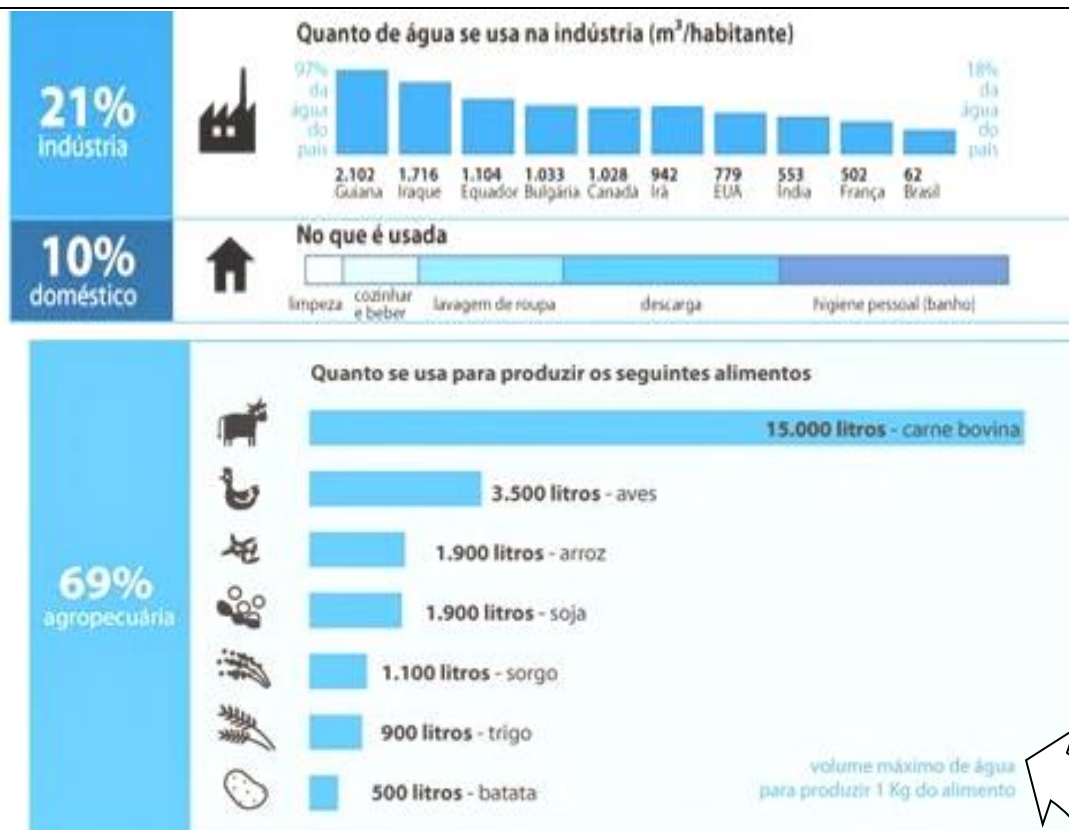 Quanto de água se usa na indústria (m³/habitante)
21%
indústria
97%
da
água
do
país
18%
da
água
do
país
2.102 1.716 1.104 1.033 1.028 942 779 553 502 62
Guiana Iraque Equador Bulgária Canadá Irã EUA Índia França Brasil
10%
doméstico
No que é usada
limpeza
cozinhar
e beber
lavagem de roupa
descarga
higiene pessoal (banho)
69%
agropecuária
Quanto se usa para produzir os seguintes alimentos
15.000 litros - carne bovina
3.500 litros - aves
1.900 litros - arroz
1.900 litros - soja
1.100 litros - sorgo
900 litros - trigo
500 litros - batata
volume máximo de água
para produzir 1 Kg do alimento